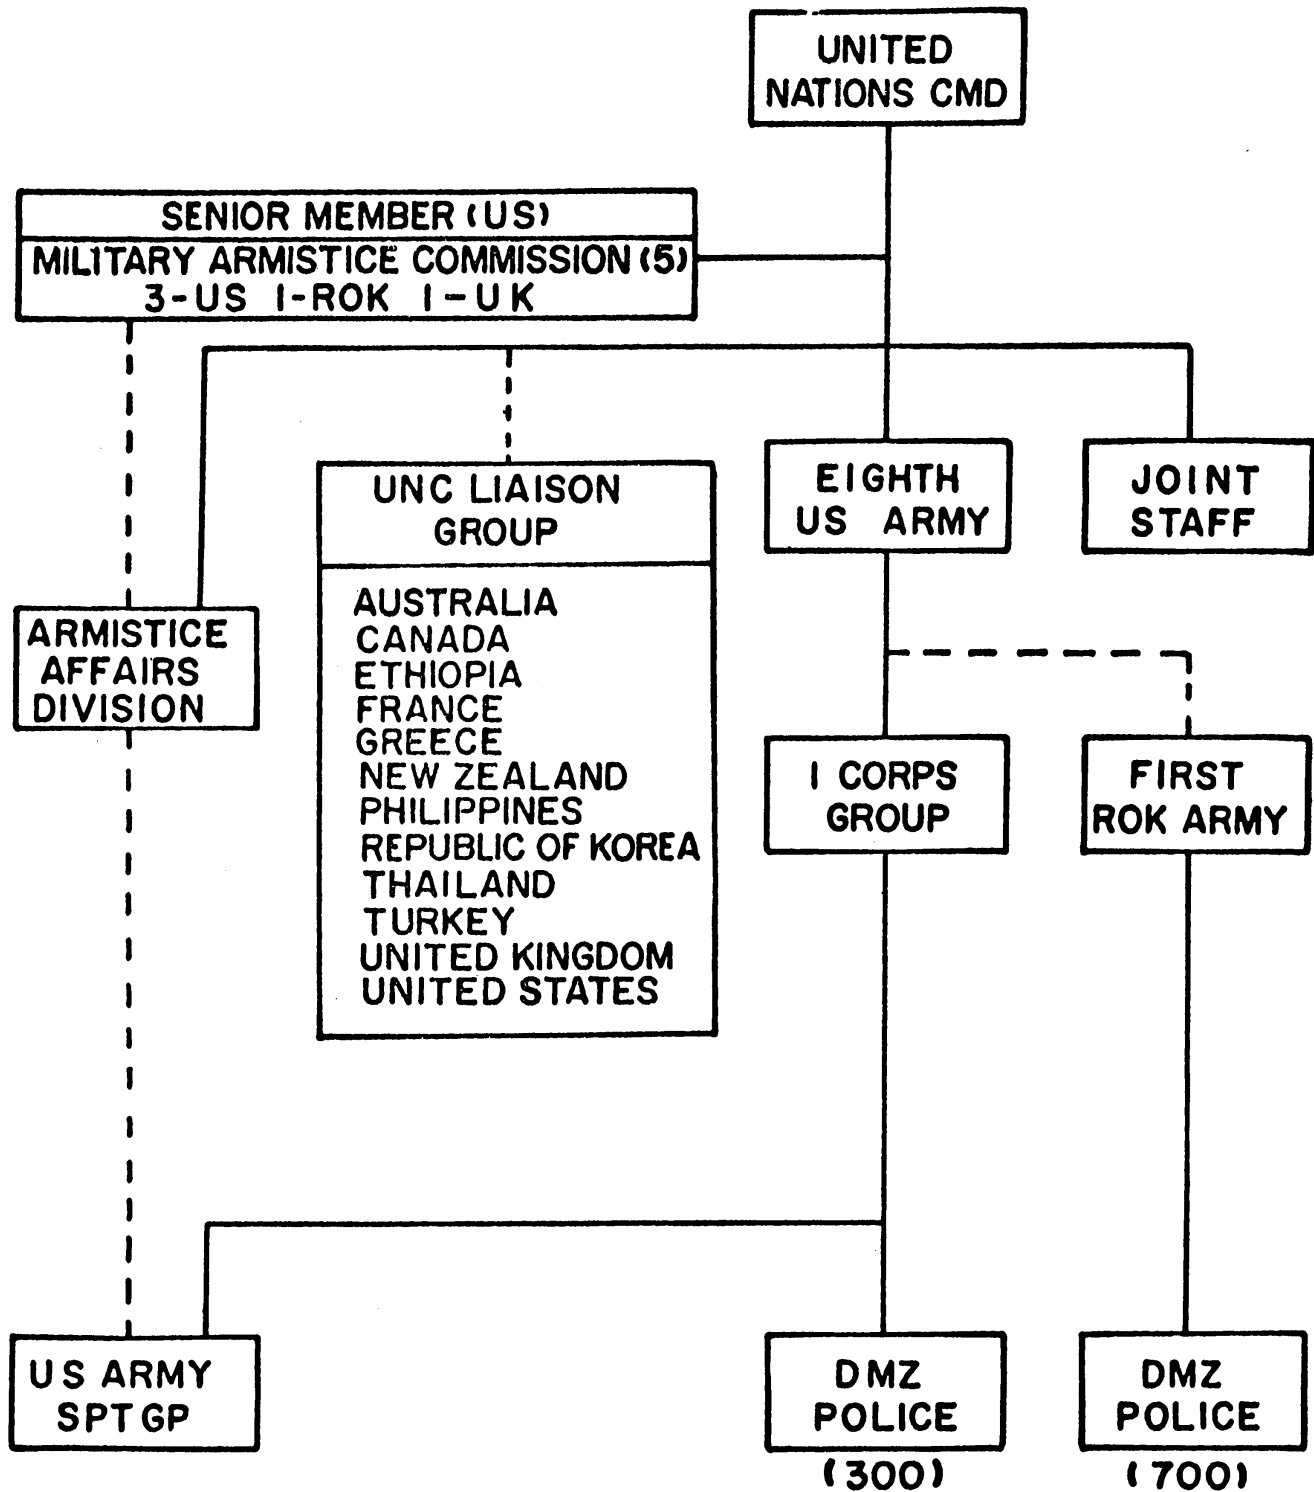 UNITED
NATIONS CMD
SENIOR MEMBER (US)
MILITARY ARMISTICE COMMISSION (5)
3-US 1-ROK 1-UK
UNC LIAISON
GROUP
AUSTRALIA
CANADA
ETHIOPIA
FRANCE
GREECE
NEW ZEALAND
PHILIPPINES
REPUBLIC OF KOREA
THAILAND
TURKEY
UNITED KINGDOM
UNITED STATES
EIGHTH
US ARMY
JOINT
STAFF
ARMISTICE
AFFAIRS
DIVISION
I CORPS
GROUP
FIRST
ROK ARMY
US ARMY
SPT GP
DMZ
POLICE
(300)
DMZ
POLICE
(700)